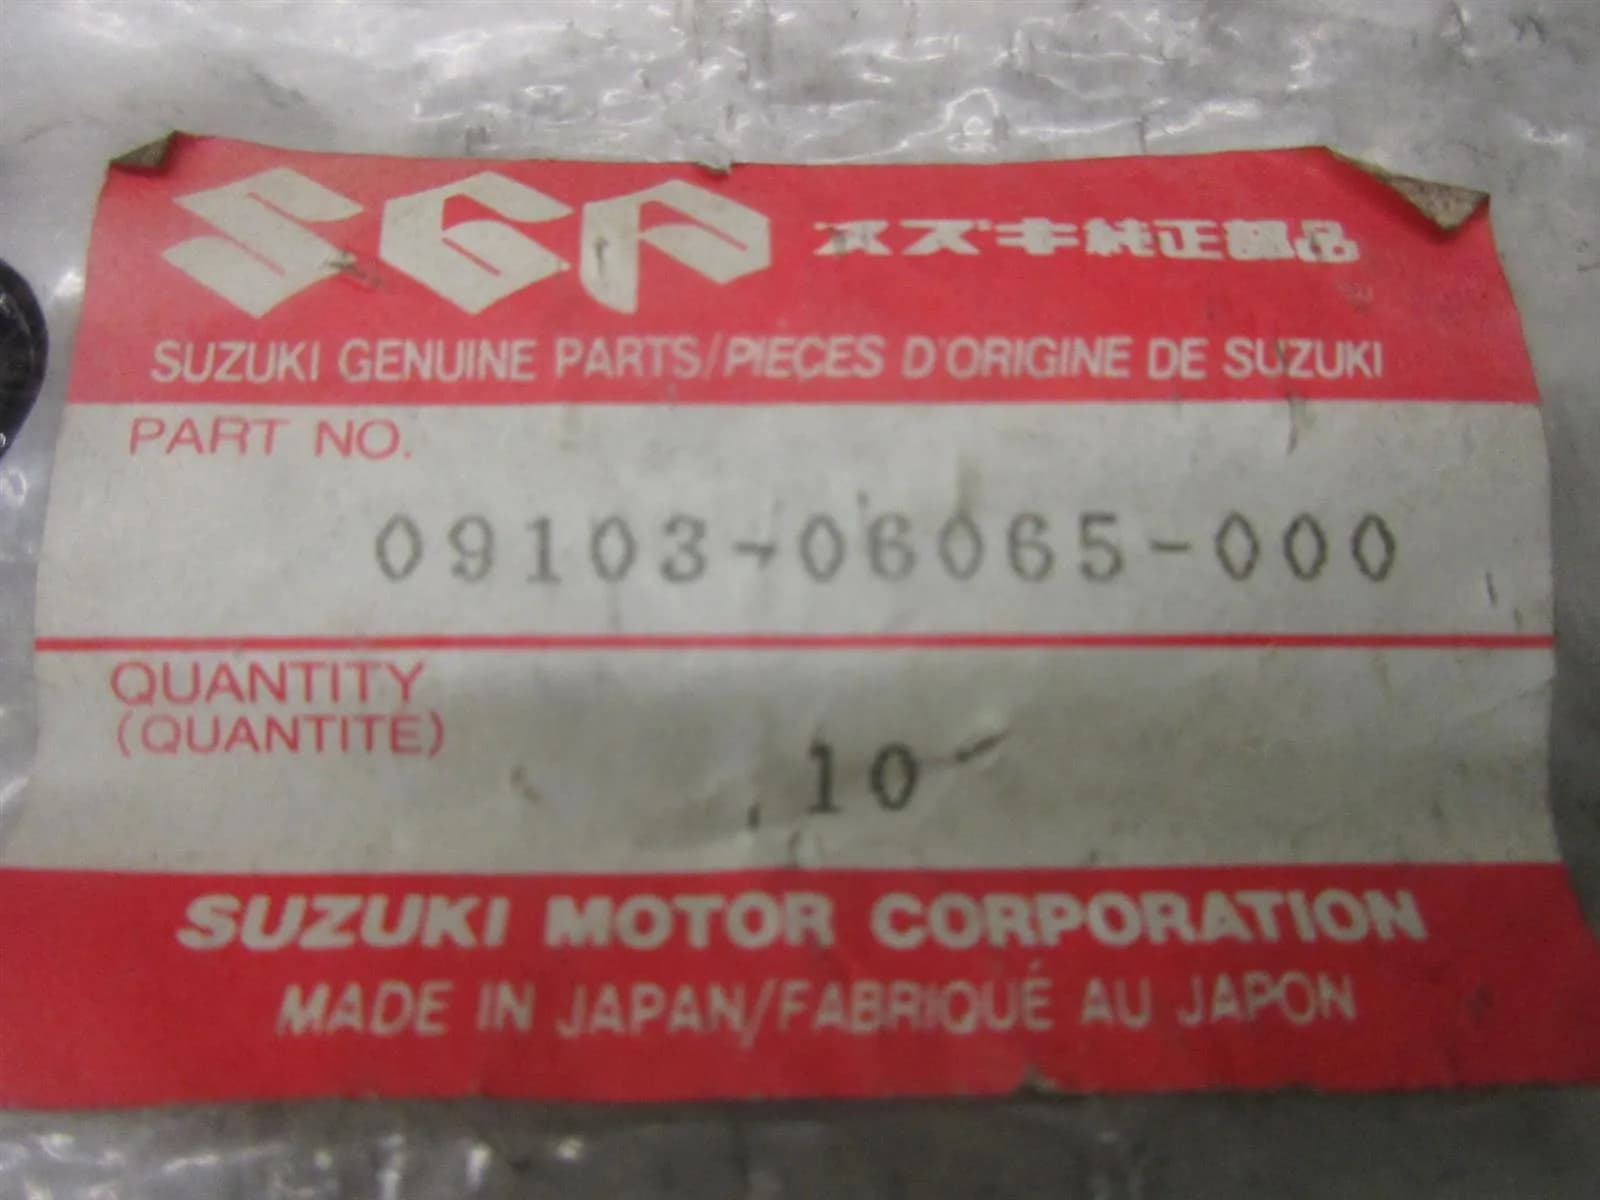 SGP スズキ純正部品
SUZUKI GENUINE PARTS/PIECES D'ORIGINE DE SUZUKI
PART NO.
09103-06065-000
QUANTITY
(QUANTITE)
10
SUZUKI MOTOR CORPORATION
MADE IN JAPAN/FABRIQUÉ AU JAPON